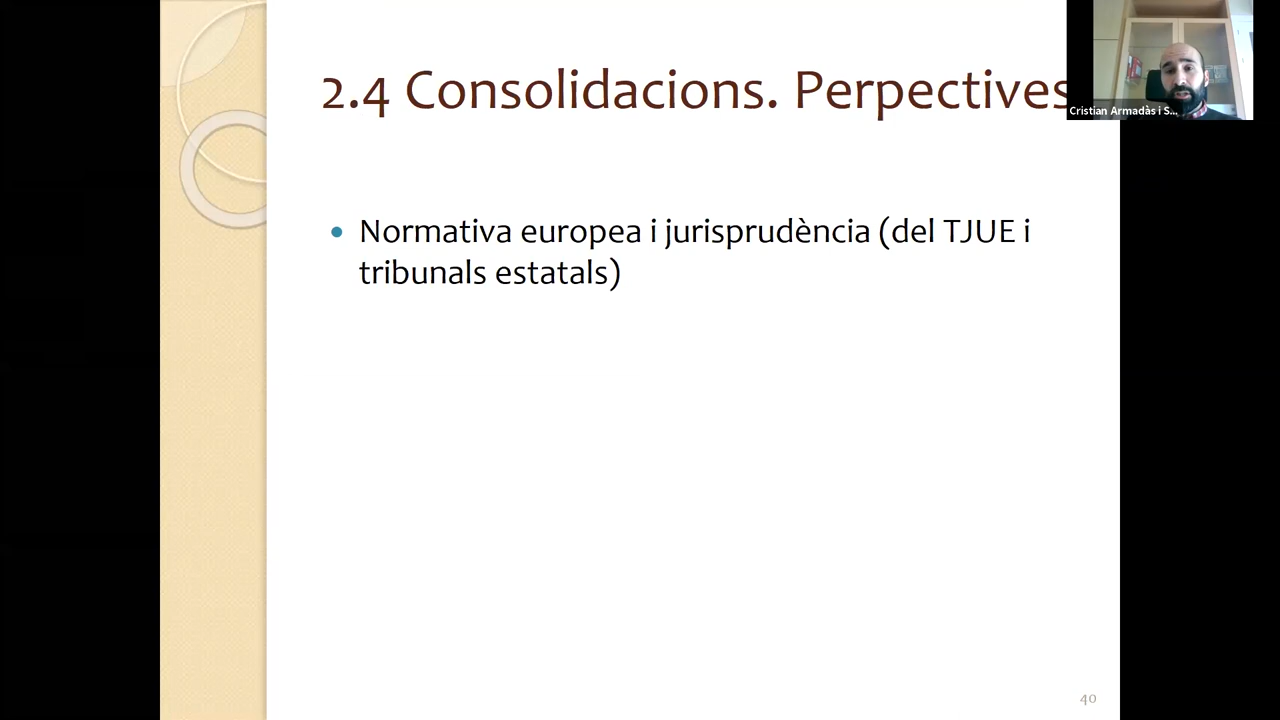 2.4 Consolidacions. Perpectives
Cristian Armadàs i S...
Normativa europea i jurisprudència (del TJUE i
tribunals estatals)
40